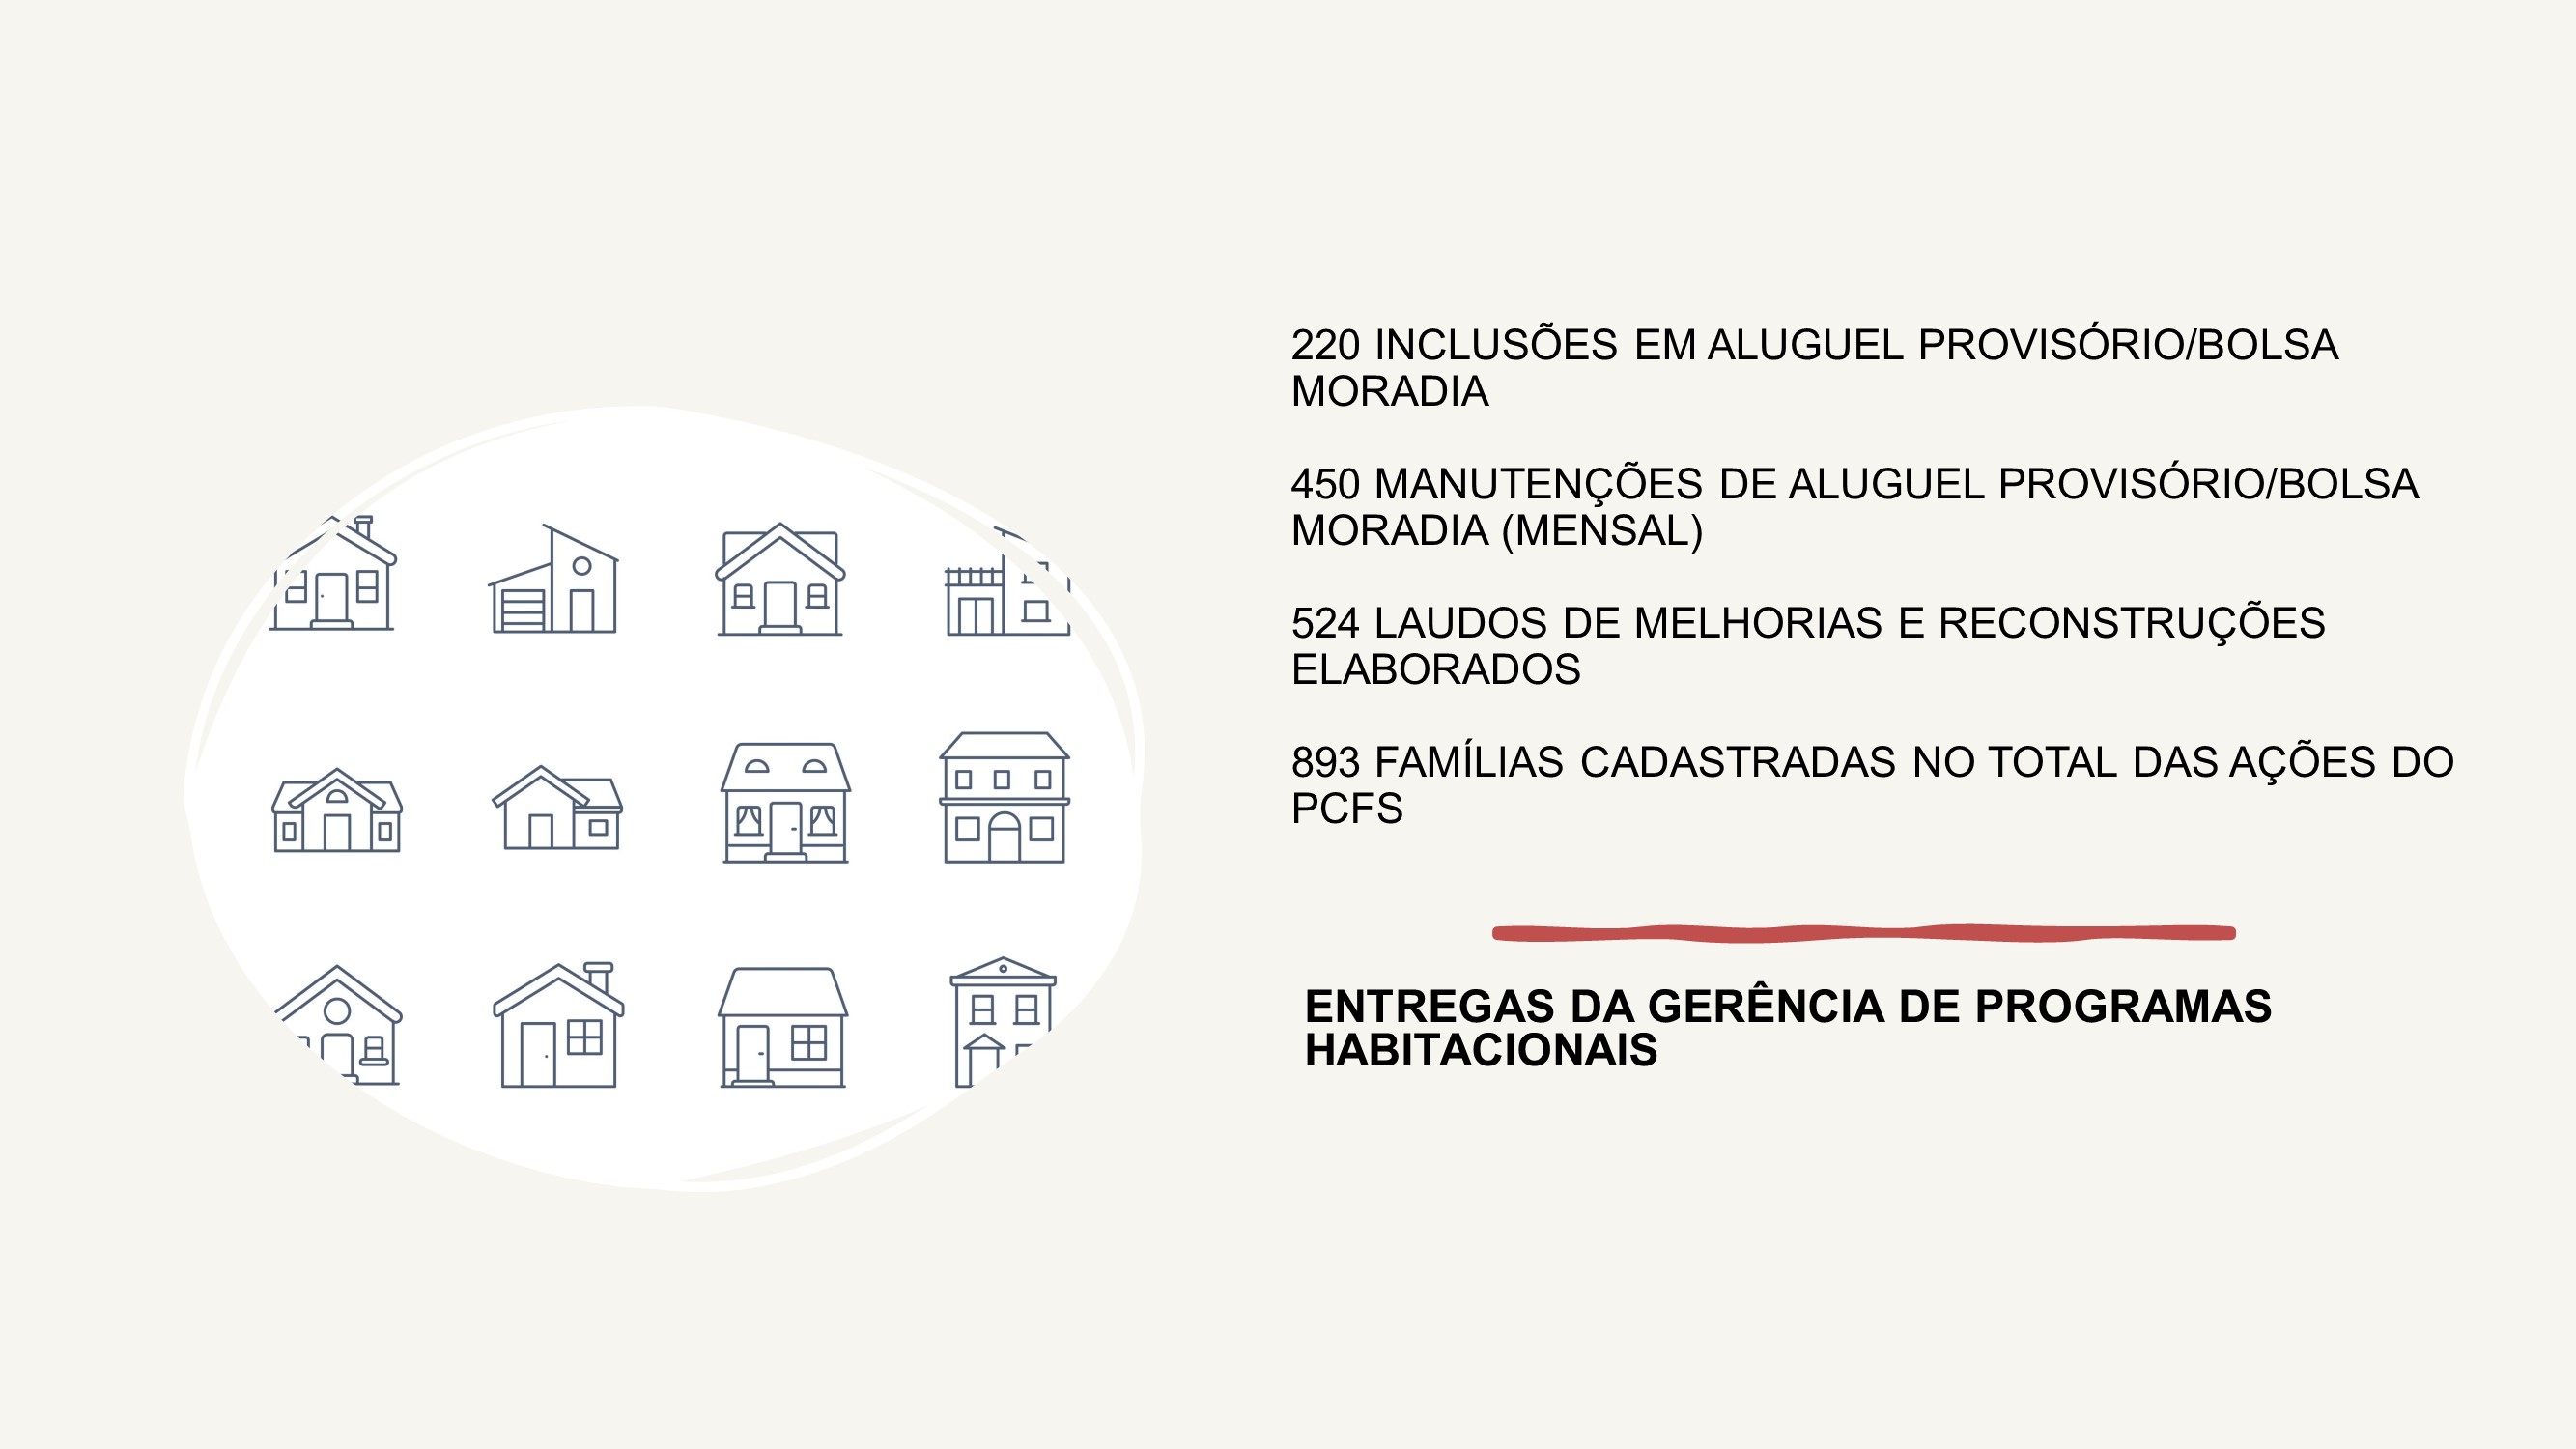 220 INCLUSÕES EM ALUGUEL PROVISÓRIO/BOLSA
MORADIA
450 MANUTENÇÕES DE ALUGUEL PROVISÓRIO/BOLSA
MORADIA (MENSAL)
524 LAUDOS DE MELHORIAS E RECONSTRUÇÕES
ELABORADOS
893 FAMÍLIAS CADASTRADAS NO TOTAL DAS AÇÕES DO
PCFS
ENTREGAS DA GERÊNCIA DE PROGRAMAS
HABITACIONAIS